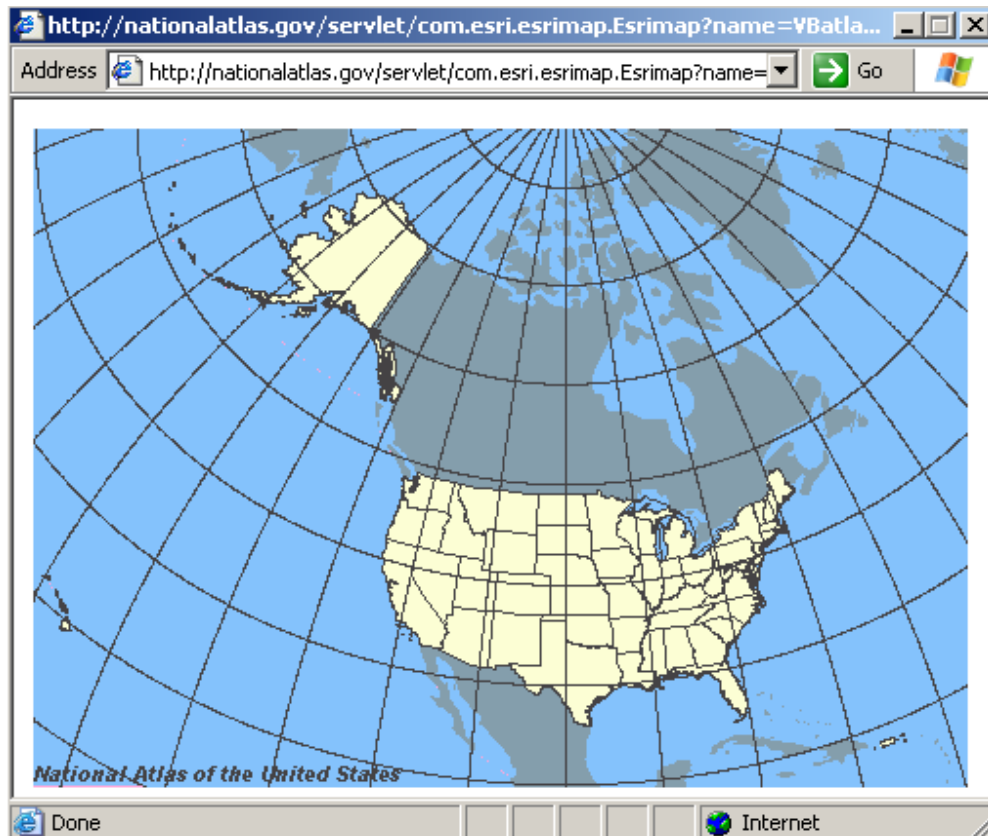 http://nationalatlas.gov/servlet/com.esri.esrimap.Esrimap?name=VBatla...
Address http://nationalatlas.gov/servlet/com.esri.esrimap.Esrimap?name= Go
National Atlas of the United States
Done Internet